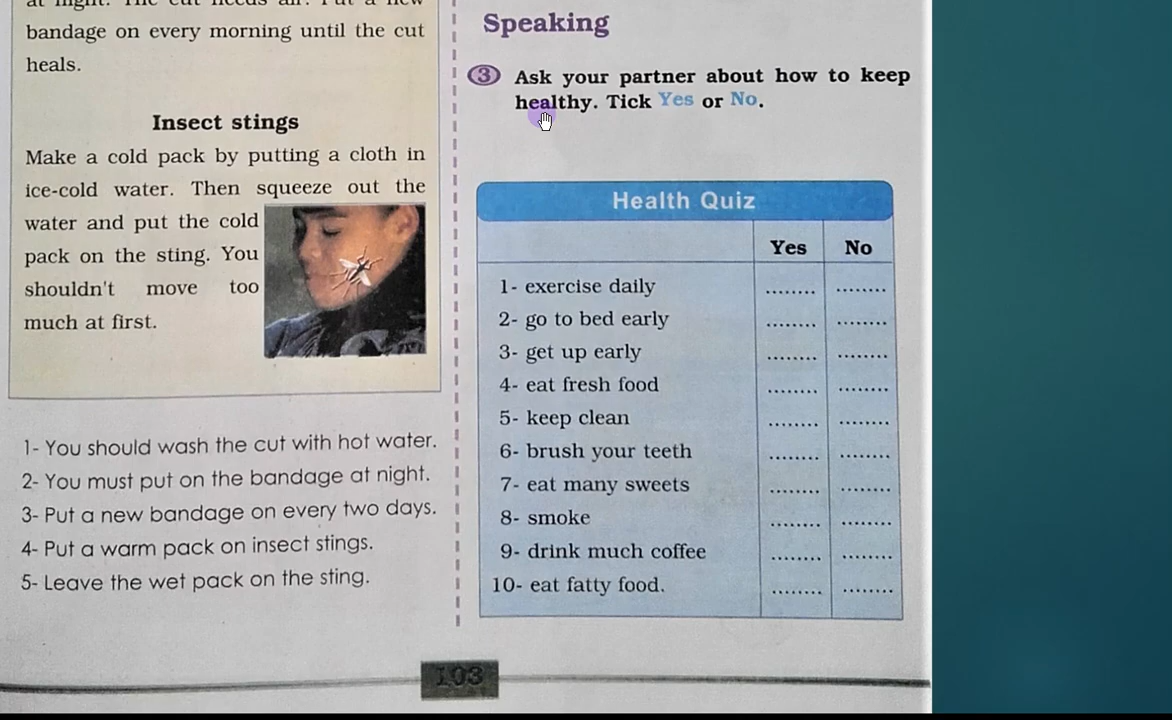 bandage on every morning until the cut
heals.
Insect stings
Make a cold pack by putting a cloth in
ice-cold water. Then squeeze out the
water and put the cold
pack on the sting. You
shouldn't move too
much at first.
1- You should wash the cut with hot water.
2- You must put on the bandage at night.
3- Put a new bandage on every two days.
4- Put a warm pack on insect stings.
5- Leave the wet pack on the sting.
Speaking
3 Ask your partner about how to keep
healthy. Tick Yes or No.
Health Quiz
Yes No
1- exercise daily ........ ........
2- go to bed early ........ ........
3- get up early ........ ........
4- eat fresh food ........ ........
5- keep clean ........ ........
6- brush your teeth ........ ........
7- eat many sweets ........ ........
8- smoke ........ ........
9- drink much coffee ........ ........
10- eat fatty food. ........ ........
103